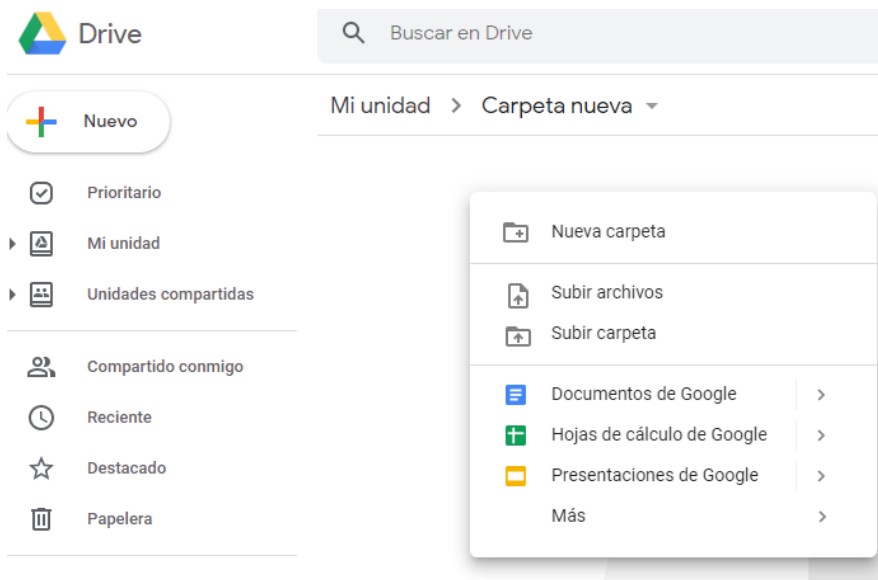 Drive
Buscar en Drive
Nuevo
Mi unidad > Carpeta nueva
Prioritario
Mi unidad
Unidades compartidas
Compartido conmigo
Reciente
Destacado
Papelera
Nueva carpeta
Subir archivos
Subir carpeta
Documentos de Google
Hojas de cálculo de Google
Presentaciones de Google
Más